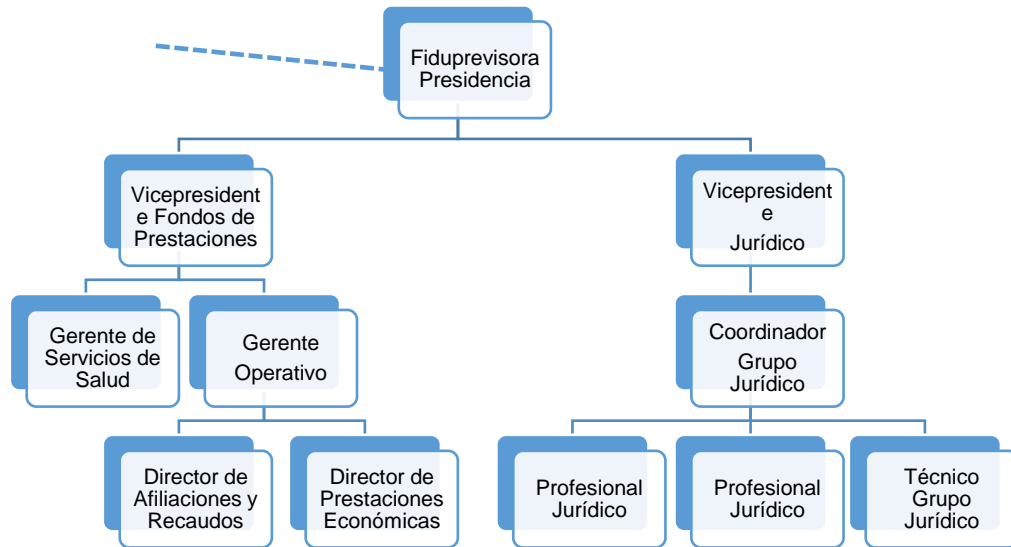 Fiduprevisora
Presidencia
Vicepresident
e Fondos de
Prestaciones
Vicepresident
e
Jurídico
Gerente de
Servicios de
Salud
Gerente
Operativo
Coordinador
Grupo
Jurídico
Director de
Afiliaciones y
Recaudos
Director de
Prestaciones
Económicas
Profesional
Jurídico
Profesional
Jurídico
Técnico
Grupo
Jurídico